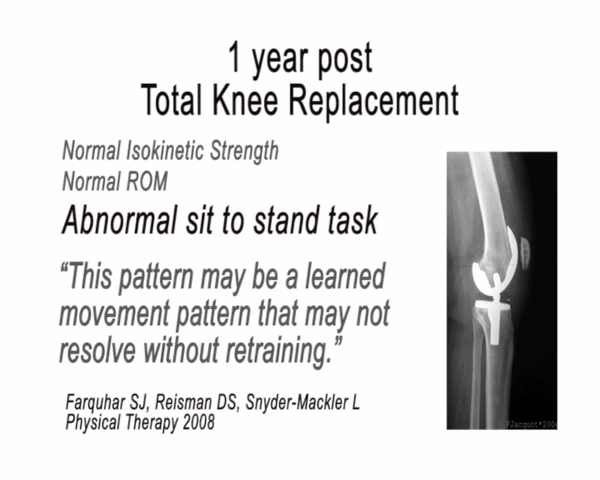 1 year post
Total Knee Replacement
Normal Isokinetic Strength
Normal ROM
Abnormal sit to stand task
“This pattern may be a learned
movement pattern that may not
resolve without retraining.”
Farquhar SJ, Reisman DS, Snyder-Mackler L
Physical Therapy 2008